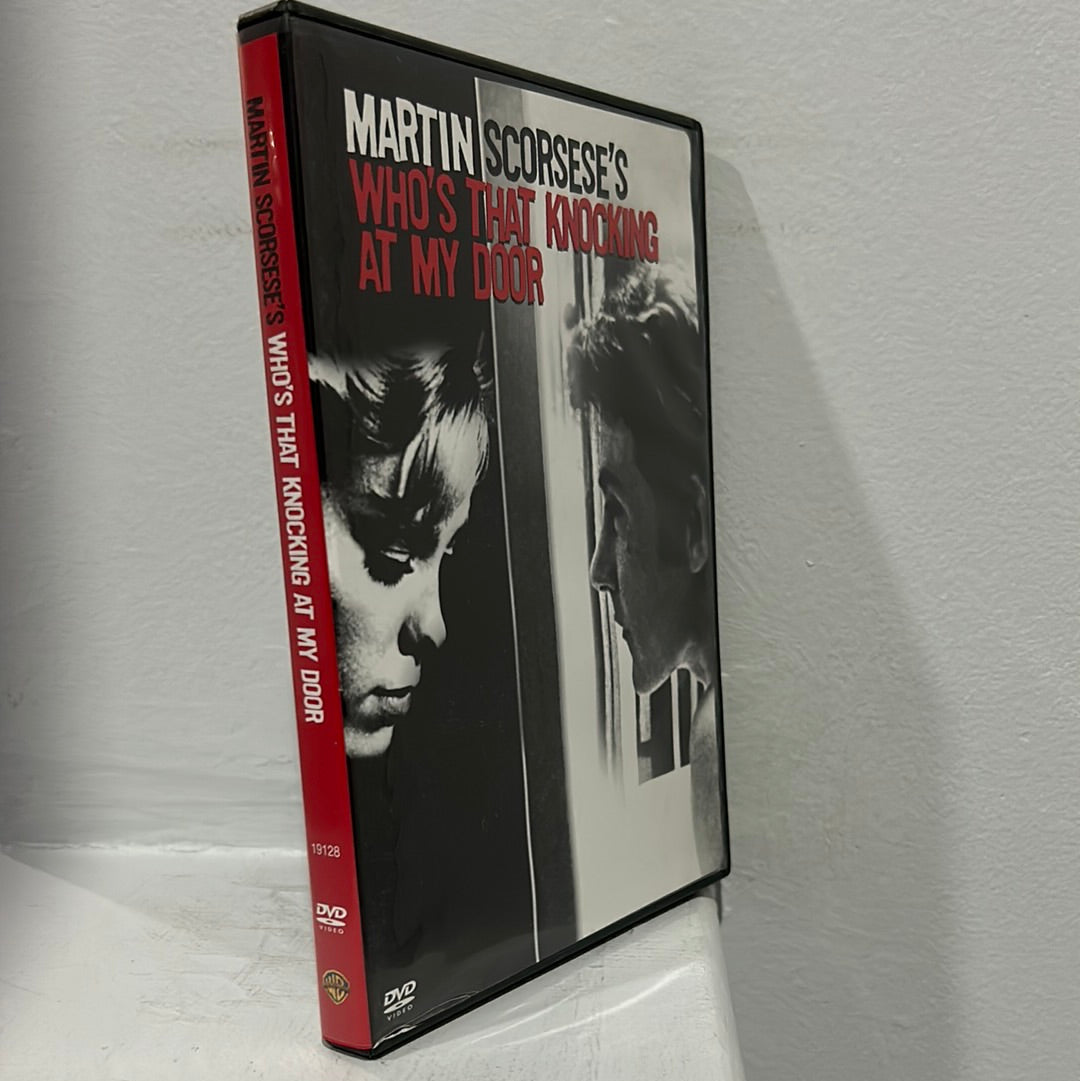 MARTIN SCORSESE'S WHO'S THAT KNOCKING AT MY DOOR
19128
DVD
VIDEO
WB
MARTIN SCORSESE'S
WHO'S THAT KNOCKING
AT MY DOOR
DVD
VIDEO